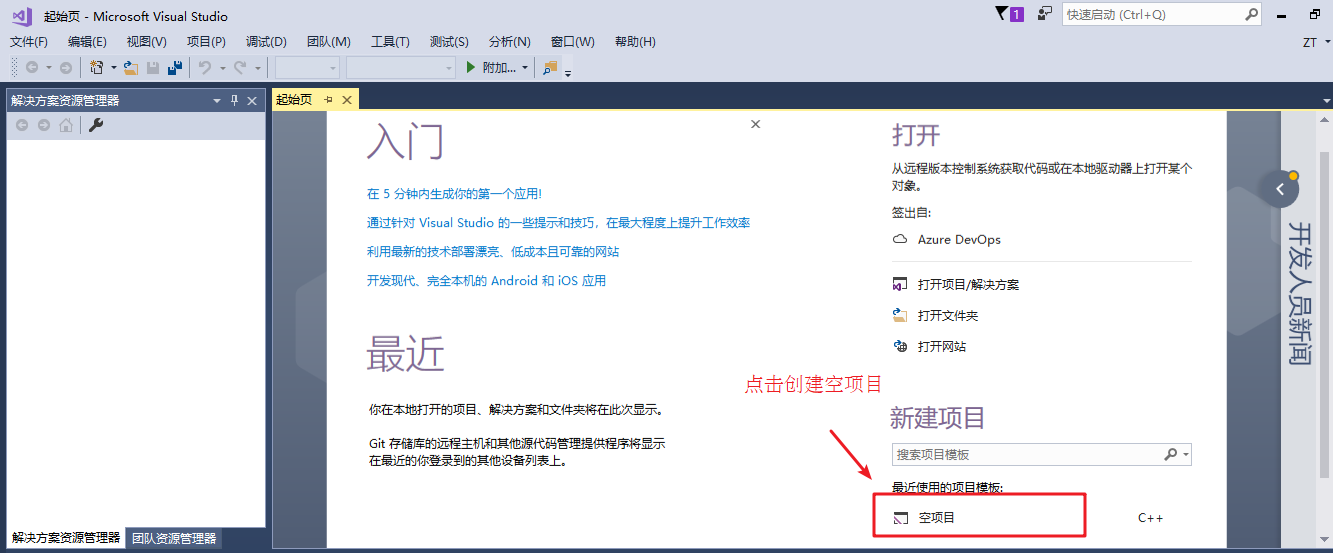 起始页 - Microsoft Visual Studio
1
快速启动 (Ctrl+Q)
文件(F) 编辑(E) 视图(V) 项目(P) 调试(D) 团队(M) 工具(T) 测试(S) 分析(N) 窗口(W) 帮助(H)
ZT
附加...
解决方案资源管理器
起始页
入门
在 5 分钟内生成你的第一个应用!
通过针对 Visual Studio 的一些提示和技巧，在最大程度上提升工作效率
利用最新的技术部署漂亮、低成本且可靠的网站
开发现代、完全本机的 Android 和 iOS 应用
最近
你在本地打开的项目、解决方案和文件夹将在此次显示。
Git 存储库的远程主机和其他源代码管理提供程序将显示
在最近的你登录到的其他设备列表上。
打开
从远程版本控制系统获取代码或在本地驱动器上打开某个
对象。
签出自:
Azure DevOps
打开项目/解决方案
打开文件夹
打开网站
点击创建空项目
新建项目
搜索项目模板
最近使用的项目模板:
空项目 C++
开发人员新闻
解决方案资源管理器 团队资源管理器